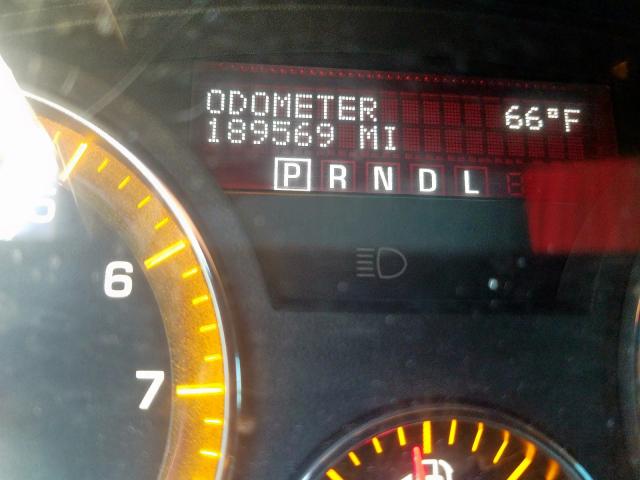 ODOMETER 66°F
189569 MI
P R N D L
6
7